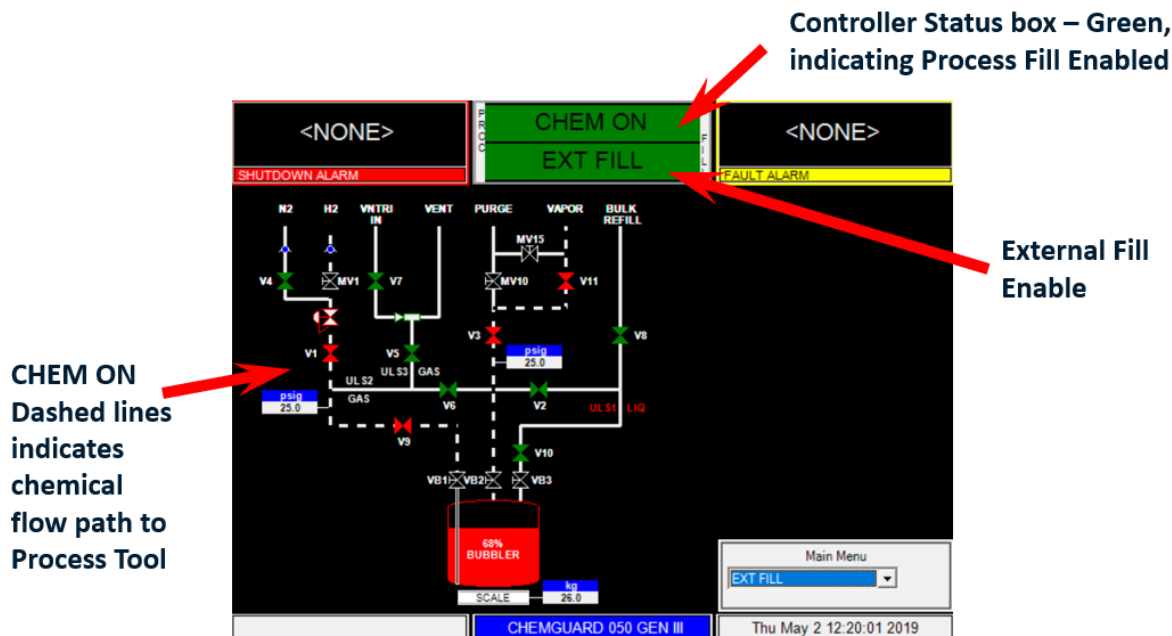 Controller Status box – Green,
indicating Process Fill Enabled
<NONE>
SHUTDOWN ALARM
PROC
CHEM ON
EXT FILL
FILL
<NONE>
FAULT ALARM
External Fill
Enable
N2 H2 VNTRI IN VENT PURGE VAPOR BULK REFILL
MV15
V4 MV1 V7 MV10 V11
V3 V8
psig
25.0
V1 V5
ULS3 GAS
ULS2
GAS
V6 V2
ULS1 LIQ
psig
25.0
V9
V10
VB1 VB2 VB3
68%
BUBBLER
SCALE
kg
26.0
CHEM ON
Dashed lines
indicates
chemical
flow path to
Process Tool
Main Menu
EXT FILL
CHEMGUARD 050 GEN III
Thu May 2 12:20:01 2019